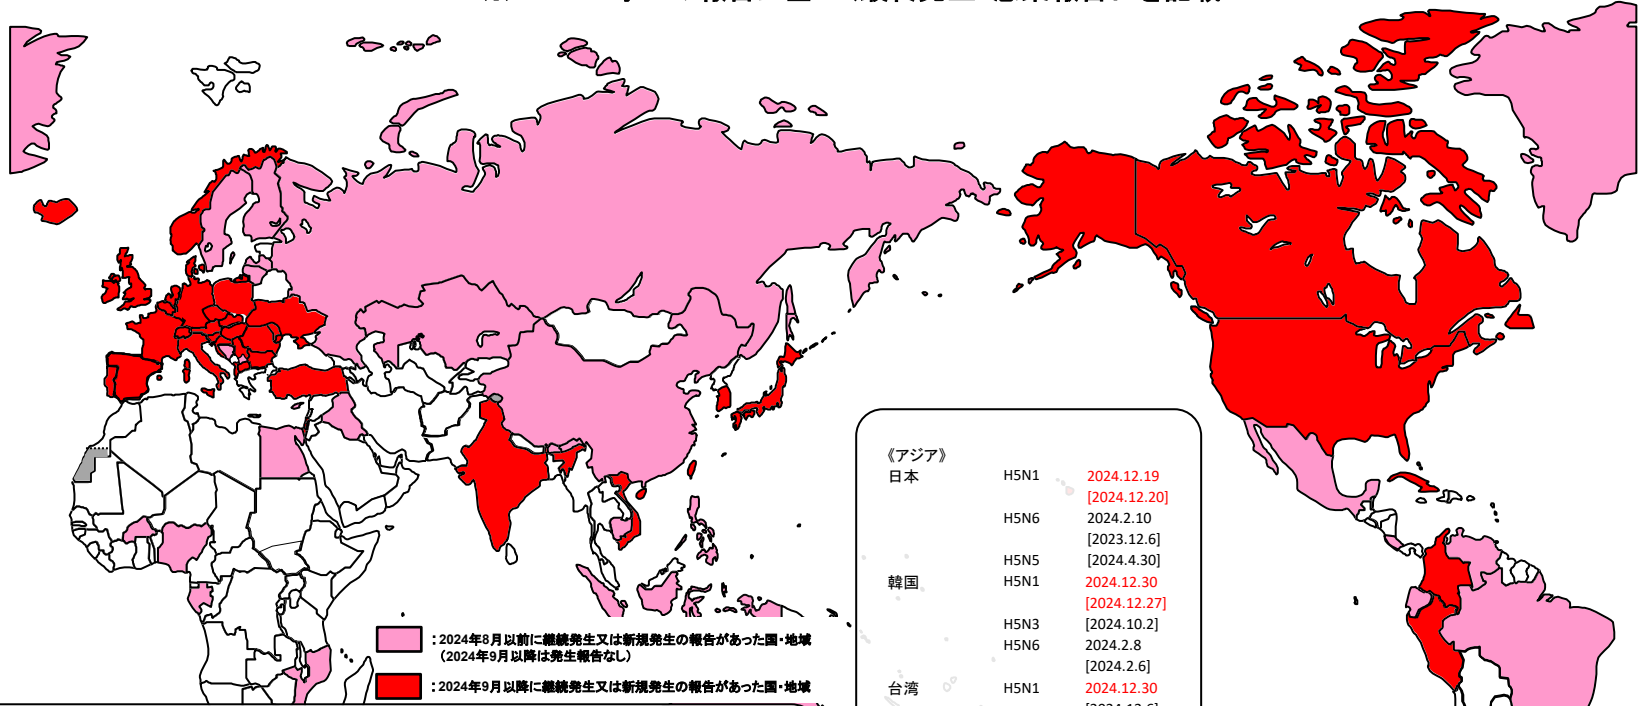 《アジア》
日本 H5N1 2024.12.19
[2024.12.20]
H5N6 2024.2.10
[2023.12.6]
H5N5 [2024.4.30]
韓国 H5N1 2024.12.30
[2024.12.27]
H5N3 [2024.10.2]
H5N6 2024.2.8
[2024.2.6]
台湾 H5N1 2024.12.30
：2024年8月以前に継続発生又は新規発生の報告があった国・地域
（2024年9月以降は発生報告なし）
：2024年9月以降に継続発生又は新規発生の報告があった国・地域